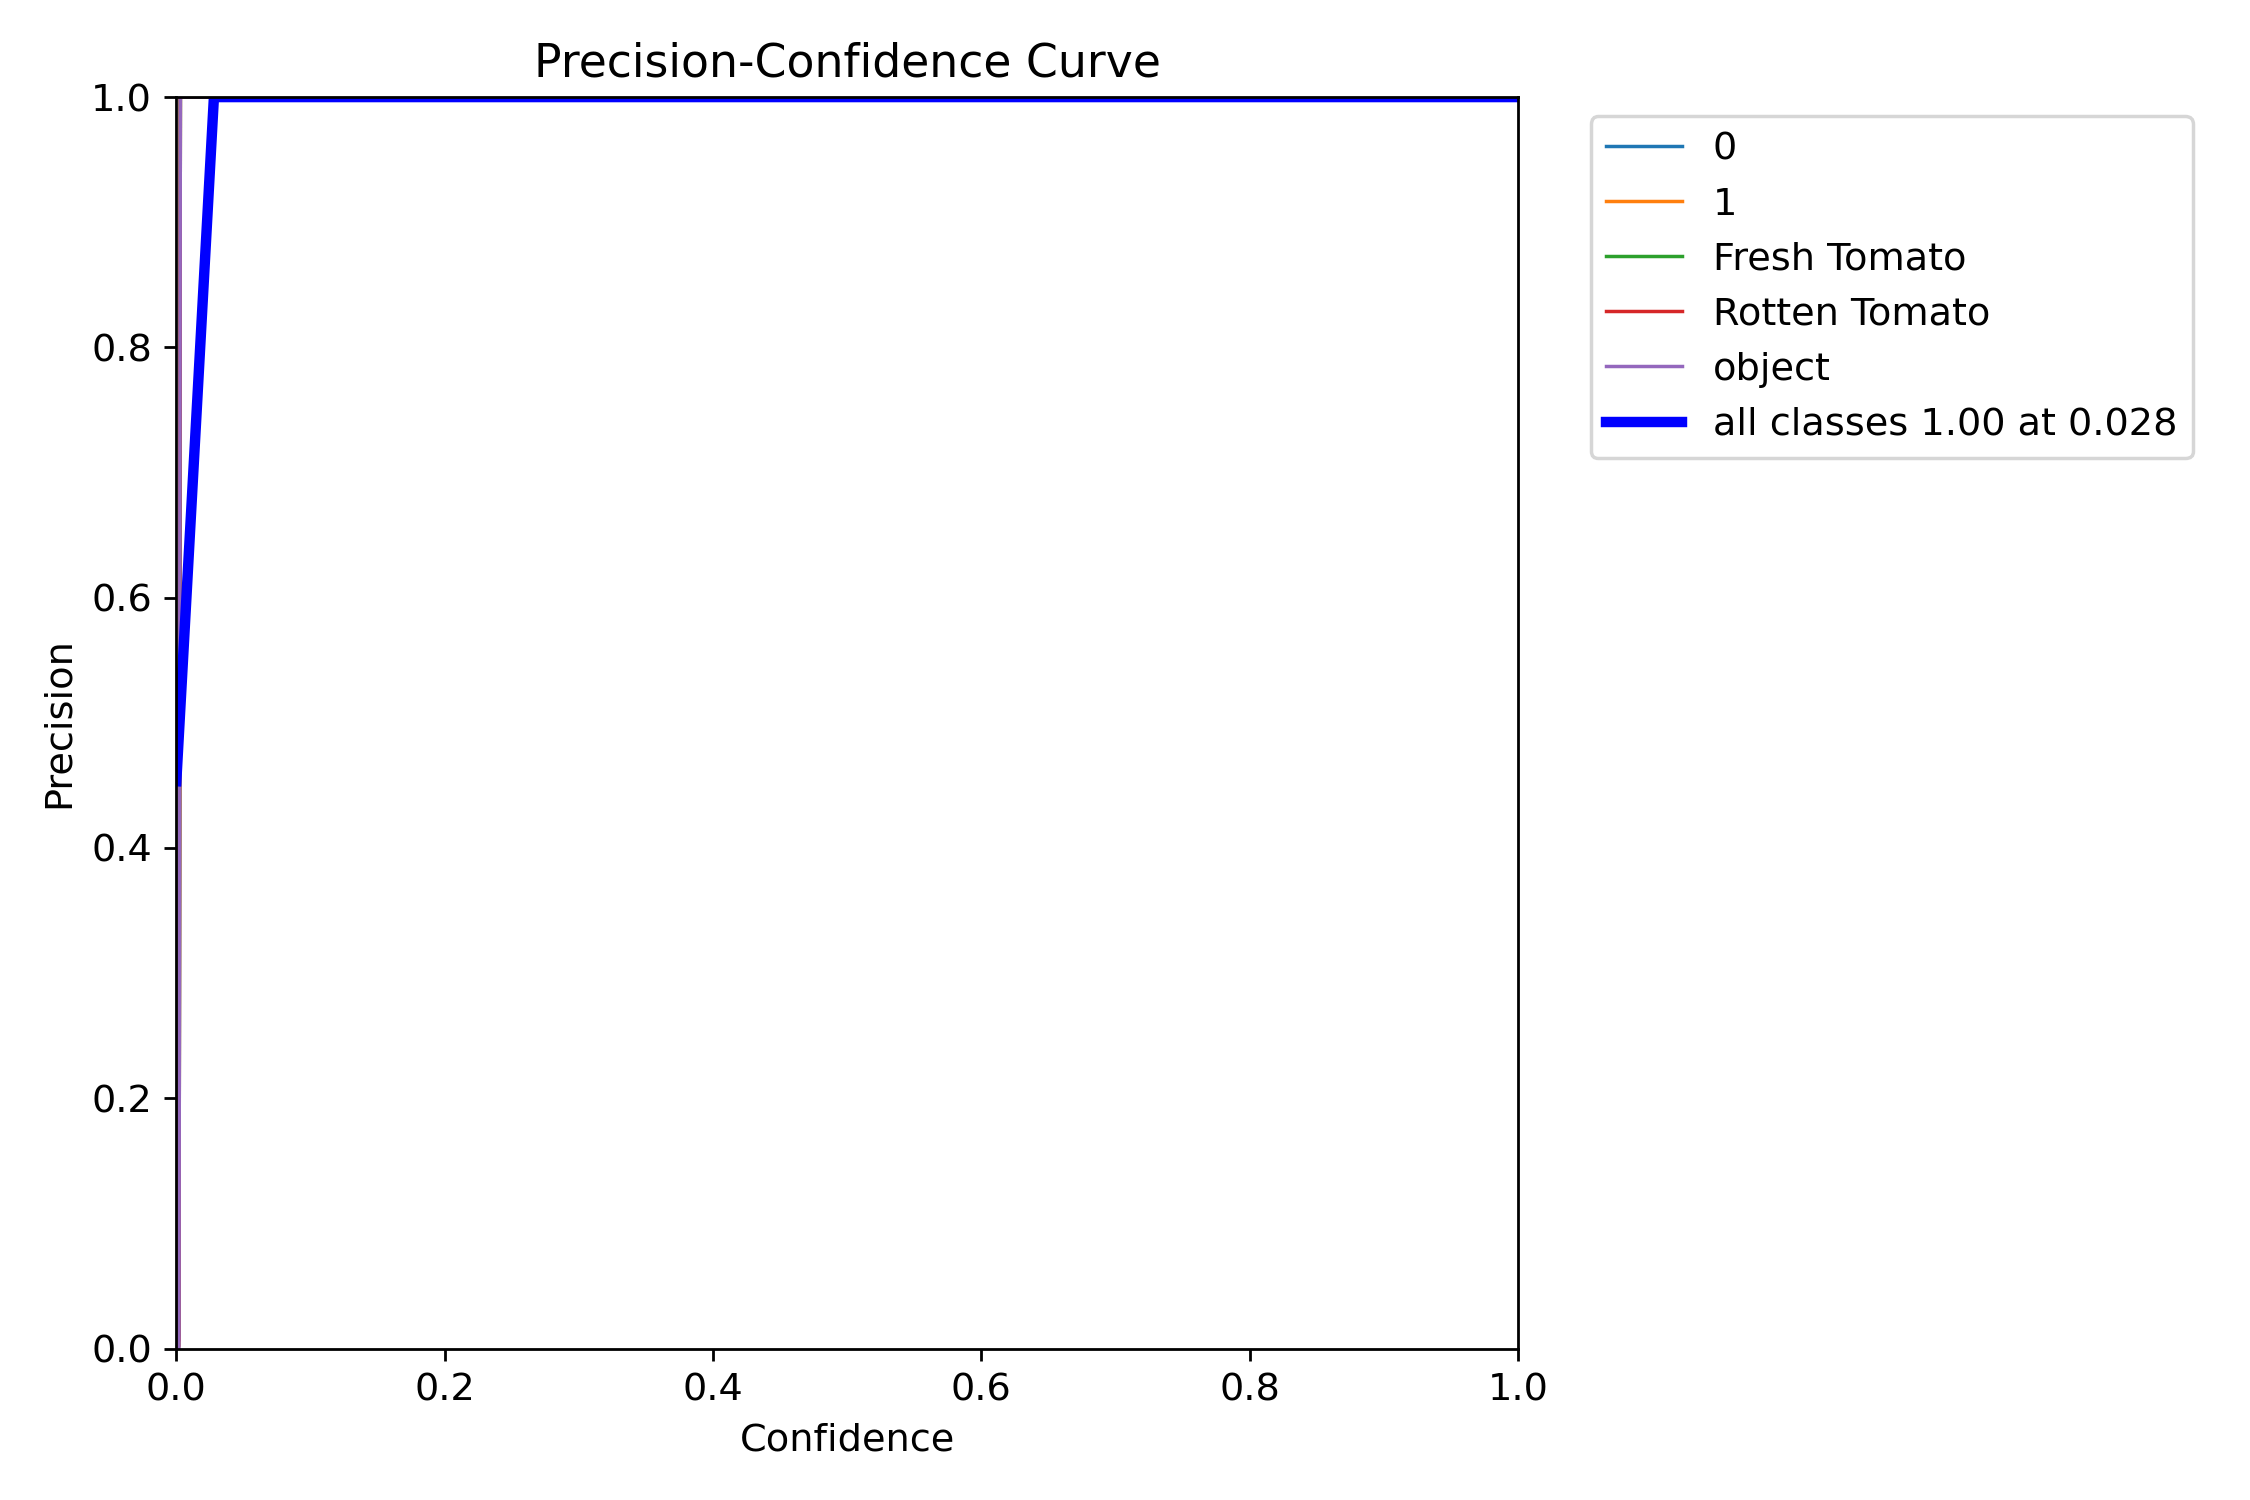 Precision-Confidence Curve
1.0
0.8
0.6
0.4
0.2
0.0
Precision
0.0 0.2 0.4 0.6 0.8 1.0
Confidence
0
1
Fresh Tomato
Rotten Tomato
object
all classes 1.00 at 0.028